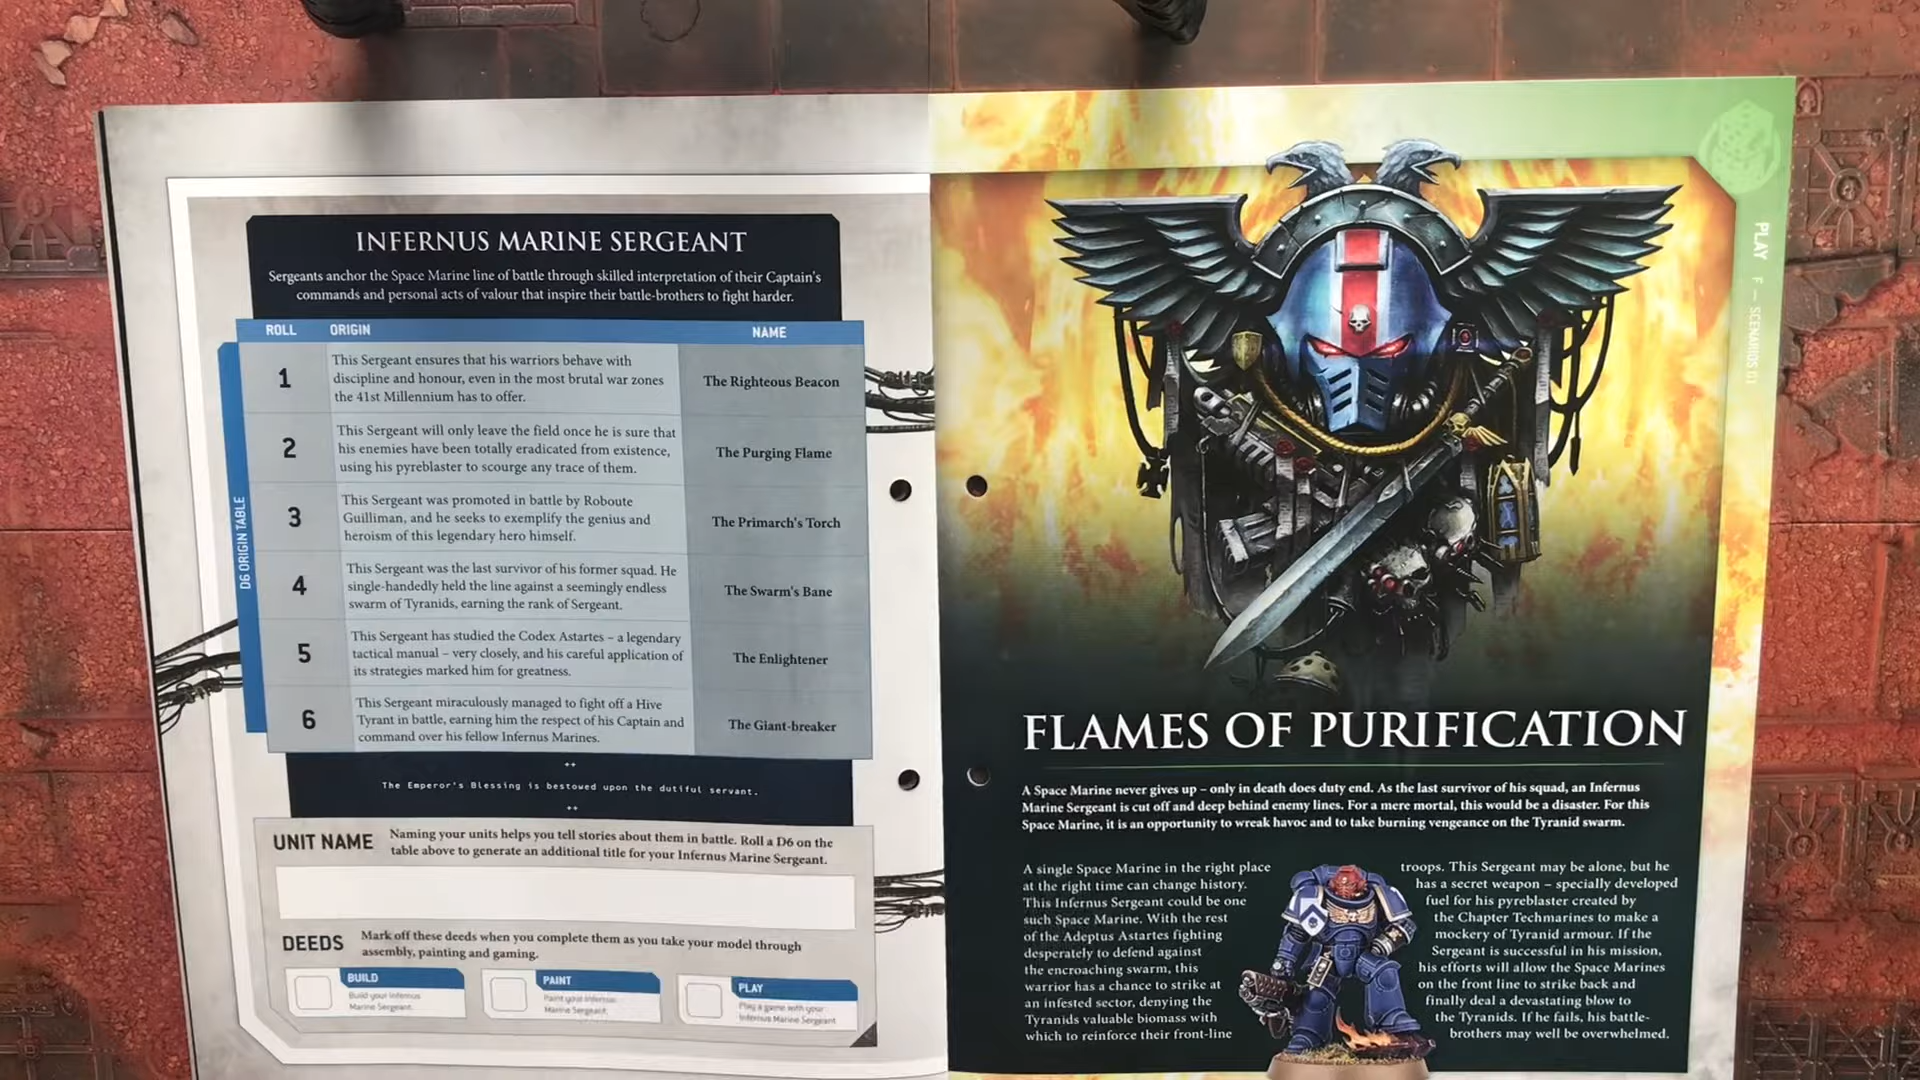 INFERNUS MARINE SERGEANT
Sergeants anchor the Space Marine line of battle through skilled interpretation of their Captain's
commands and personal acts of valour that inspire their battle-brothers to fight harder.
ROLL ORIGIN NAME
D6 ORIGIN TABLE
1
This Sergeant ensures that his warriors behave with
discipline and honour, even in the most brutal war zones
the 41st Millennium has to offer.
The Righteous Beacon
2
This Sergeant will only leave the field once he is sure that
his enemies have been totally eradicated from existence,
using his pyreblaster to scourge any trace of them.
The Purging Flame
3
This Sergeant was promoted in battle by Roboute
Guilliman, and he seeks to exemplify the genius and
heroism of this legendary hero himself.
The Primarch's Torch
4
This Sergeant was the last survivor of his former squad. He
single-handedly held the line against a seemingly endless
swarm of Tyranids, earning the rank of Sergeant.
The Swarm's Bane
5
This Sergeant has studied the Codex Astartes – a legendary
tactical manual – very closely, and his careful application of
its strategies marked him for greatness.
The Enlightener
6
This Sergeant miraculously managed to fight off a Hive
Tyrant in battle, earning him the respect of his Captain and
command over his fellow Infernus Marines.
The Giant-breaker
++
The Emperor's Blessing is bestowed upon the dutiful servant.
++
UNIT NAME
Naming your units helps you tell stories about them in battle. Roll a D6 on the
table above to generate an additional title for your Infernus Marine Sergeant.
DEEDS
Mark off these deeds when you complete them as you take your model through
assembly, painting and gaming.
BUILD
Build your Infernus
Marine Sergeant.
PAINT
Paint your Infernus
Marine Sergeant.
PLAY
Play a game with your
Infernus Marine Sergeant
PLAY F – SCENARIOS 01
FLAMES OF PURIFICATION
A Space Marine never gives up – only in death does duty end. As the last survivor of his squad, an Infernus
Marine Sergeant is cut off and deep behind enemy lines. For a mere mortal, this would be a disaster. For this
Space Marine, it is an opportunity to wreak havoc and to take burning vengeance on the Tyranid swarm.
A single Space Marine in the right place
at the right time can change history.
This Infernus Sergeant could be one
such Space Marine. With the rest
of the Adeptus Astartes fighting
desperately to defend against
the encroaching swarm, this
warrior has a chance to strike at
an infested sector, denying the
Tyranids valuable biomass with
which to reinforce their front-line
troops. This Sergeant may be alone, but he
has a secret weapon – specially developed
fuel for his pyreblaster created by
the Chapter Techmarines to make a
mockery of Tyranid armour. If the
Sergeant is successful in his mission,
his efforts will allow the Space Marines
on the front line to strike back and
finally deal a devastating blow to
the Tyranids. If he fails, his battle-
brothers may well be overwhelmed.